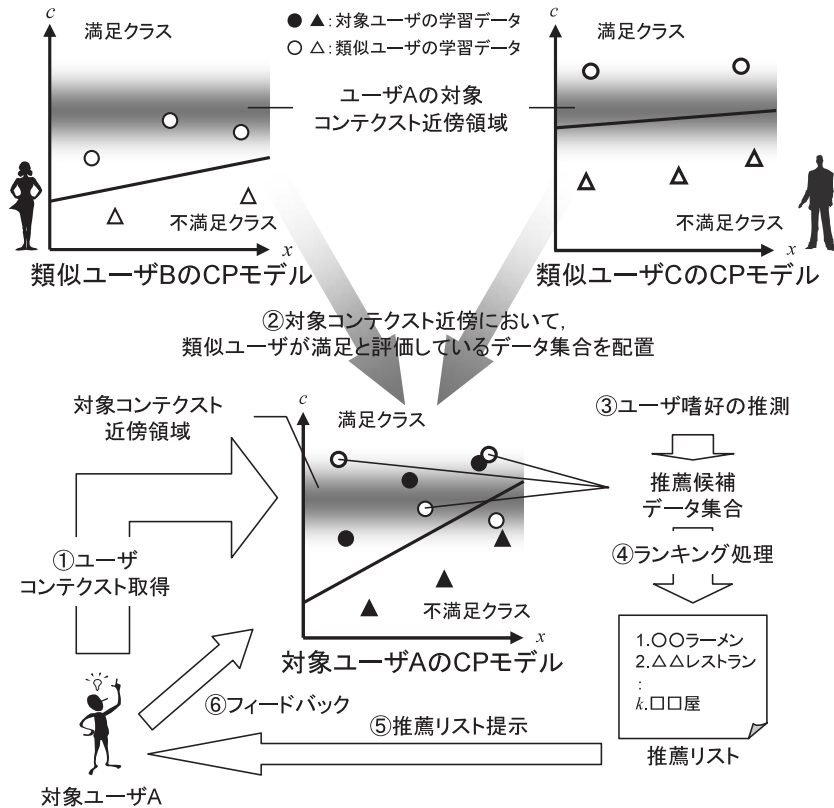 c
満足クラス
● ▲:対象ユーザの学習データ
○ △:類似ユーザの学習データ
c
満足クラス
ユーザAの対象
コンテクスト近傍領域
不満足クラス
x
類似ユーザBのCPモデル
不満足クラス
x
類似ユーザCのCPモデル
②対象コンテクスト近傍において,
類似ユーザが満足と評価しているデータ集合を配置
対象コンテクスト
近傍領域
c
満足クラス
不満足クラス
x
対象ユーザAのCPモデル
③ユーザ嗜好の推測
推薦候補
データ集合
④ランキング処理
①ユーザ
コンテクスト取得
1.○○ラーメン
2.△△レストラン
:
k.□□屋
推薦リスト
⑥フィードバック
⑤推薦リスト提示
対象ユーザA